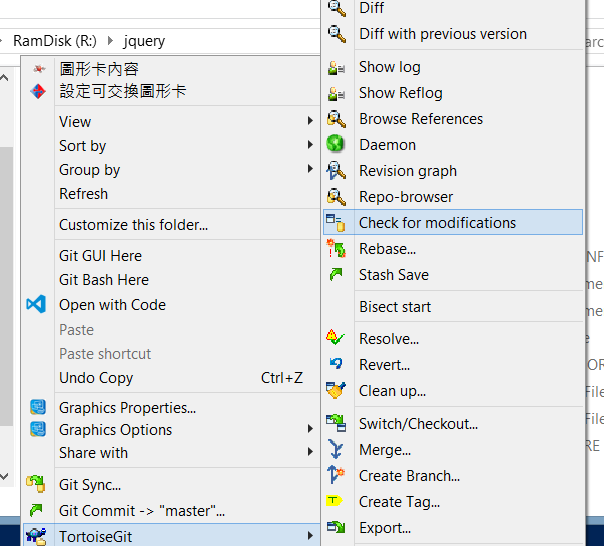 RamDisk (R:)
jquery
圖形卡內容
設定可交換圖形卡
View
Sort by
Group by
Refresh
Customize this folder...
Git GUI Here
Git Bash Here
Open with Code
Paste
Paste shortcut
Undo Copy Ctrl+Z
Graphics Properties...
Graphics Options
Share with
Git Sync...
Git Commit -> "master"...
TortoiseGit
Diff
Diff with previous version
Show log
Show Reflog
Browse References
Daemon
Revision graph
Repo-browser
Check for modifications
Rebase...
Stash Save
Bisect start
Resolve...
Revert...
Clean up...
Switch/Checkout...
Merge...
Create Branch...
Create Tag...
Export...